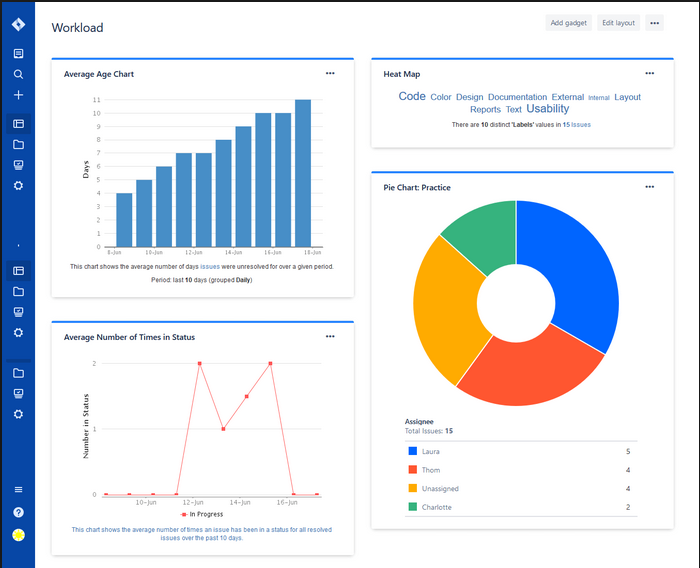 Workload
Add gadget
Edit layout
Average Age Chart
11
10
9
8
7
6
5
4
3
2
1
0
Days
8-Jun
10-Jun
12-Jun
14-Jun
16-Jun
18-Jun
This chart shows the average number of days issues were unresolved for over a given period.
Period: last 10 days (grouped Daily)
Average Number of Times in Status
2
1
0
Number in Status
10-Jun
12-Jun
14-Jun
16-Jun
In Progress
This chart shows the average number of times an issue has been in a status for all resolved
issues over the past 10 days.
Heat Map
Code Color Design Documentation External Internal Layout
Reports Text Usability
There are 10 distinct 'Labels' values in 15 Issues
Pie Chart: Practice
Assignee
Total Issues: 15
Laura 5
Thom 4
Unassigned 4
Charlotte 2